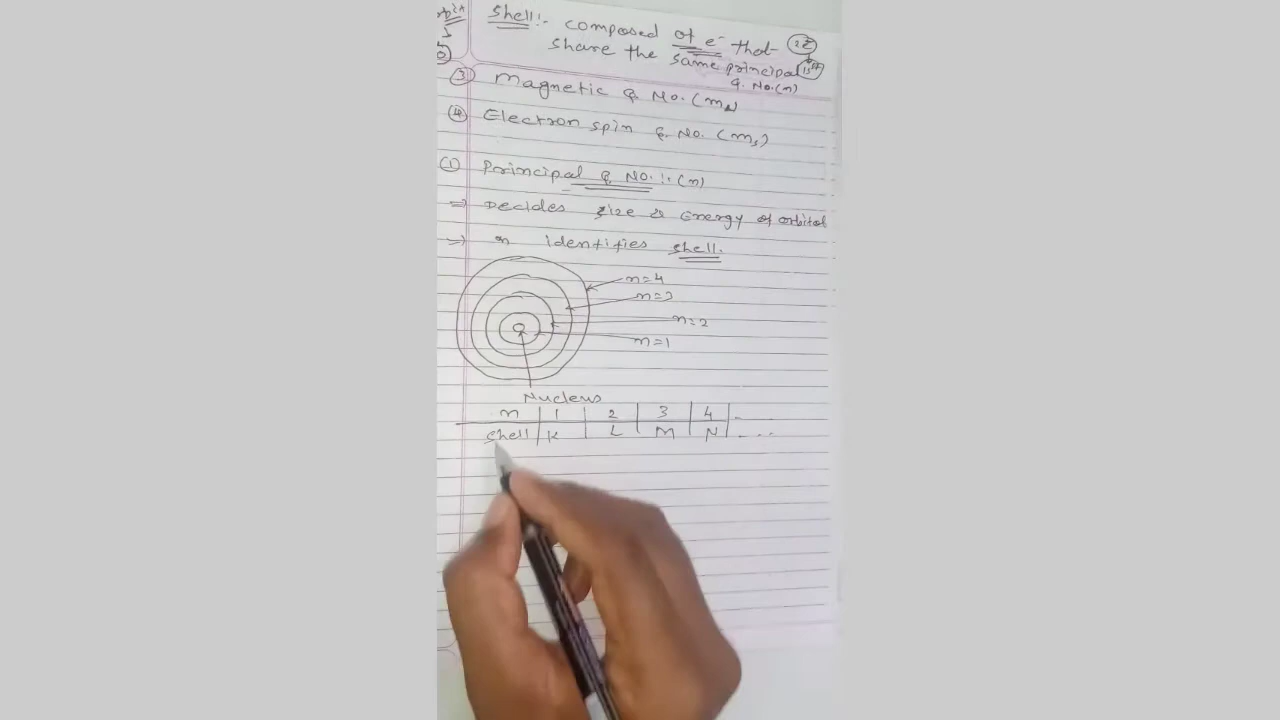 Shell:- composed of e⁻ that
share the same principal
q. No.(n)
③ Magnetic q No. (m
④ Electron spin q. No. (mₛ)
① Principal q No. :- (n)
⇒ Decides size & Energy of orbital
⇒ n identifies shell.
n=4
n=3
n=2
n=1
Nucleus
n 1 2 3 4 - ...
Shell K L M N - ...